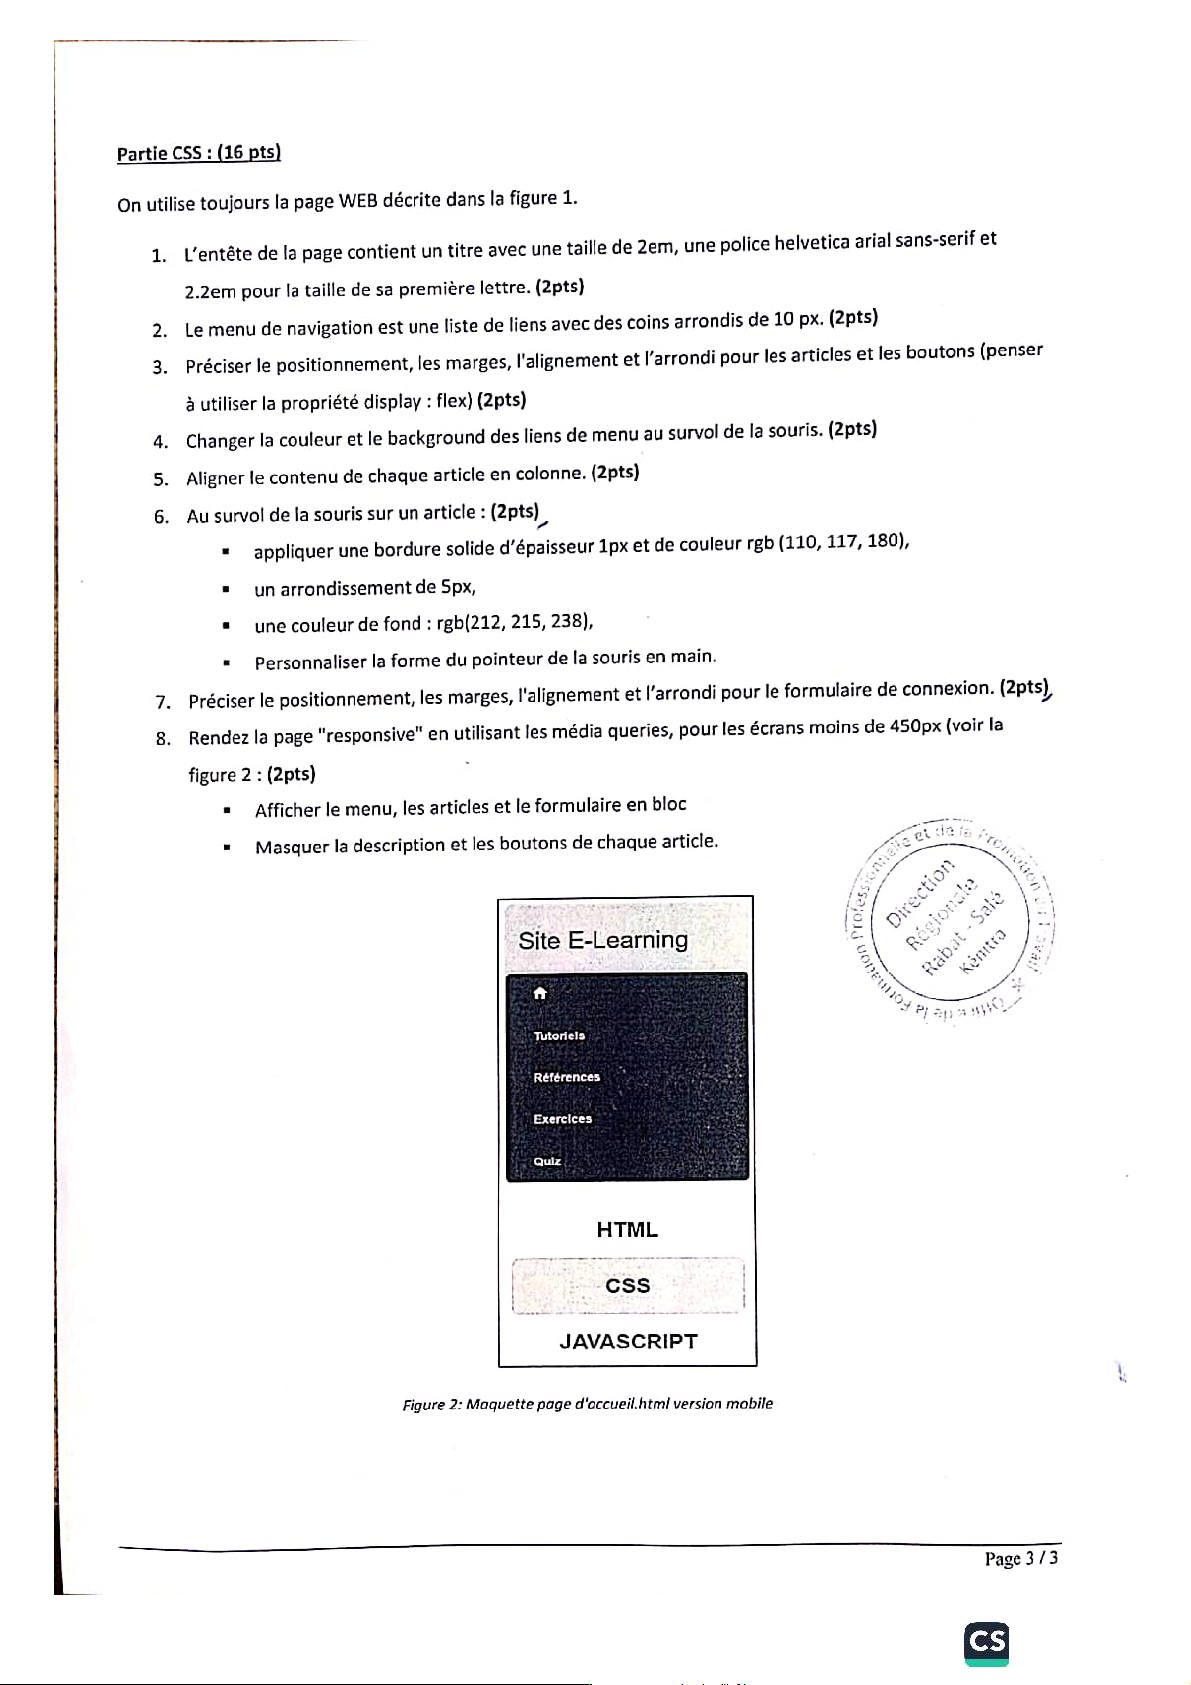 Partie CSS : (16 pts)
On utilise toujours la page WEB décrite dans la figure 1.
1. L'entête de la page contient un titre avec une taille de 2em, une police helvetica arial sans-serif et
2.2em pour la taille de sa première lettre. (2pts)
2. Le menu de navigation est une liste de liens avec des coins arrondis de 10 px. (2pts)
3. Préciser le positionnement, les marges, l'alignement et l'arrondi pour les articles et les boutons (penser
à utiliser la propriété display : flex) (2pts)
4. Changer la couleur et le background des liens de menu au survol de la souris. (2pts)
5. Aligner le contenu de chaque article en colonne. (2pts)
6. Au survol de la souris sur un article : (2pts)
▪ appliquer une bordure solide d'épaisseur 1px et de couleur rgb (110, 117, 180),
▪ un arrondissement de 5px,
▪ une couleur de fond : rgb(212, 215, 238),
▪ Personnaliser la forme du pointeur de la souris en main.
7. Préciser le positionnement, les marges, l'alignement et l'arrondi pour le formulaire de connexion. (2pts)
8. Rendez la page "responsive" en utilisant les média queries, pour les écrans moins de 450px (voir la
figure 2 : (2pts)
▪ Afficher le menu, les articles et le formulaire en bloc
▪ Masquer la description et les boutons de chaque article.
Direction
Régionale
Rabat - Salé
Kénitra
Site E-Learning
Tutoriels
Références
Exercices
Quiz
HTML
CSS
JAVASCRIPT
Figure 2: Maquette page d'accueil.html version mobile
Page 3 / 3
CS